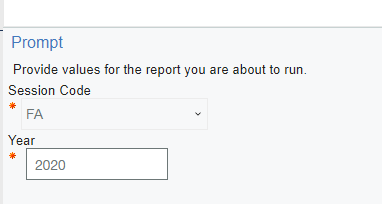 Prompt
Provide values for the report you are about to run.
Session Code
* FA
Year
* 2020